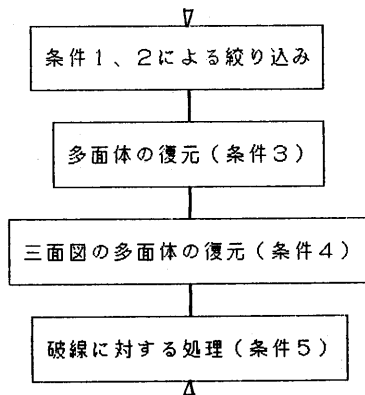 条件１、２による絞り込み
多面体の復元（条件３）
三面図の多面体の復元（条件４）
破線に対する処理（条件５）